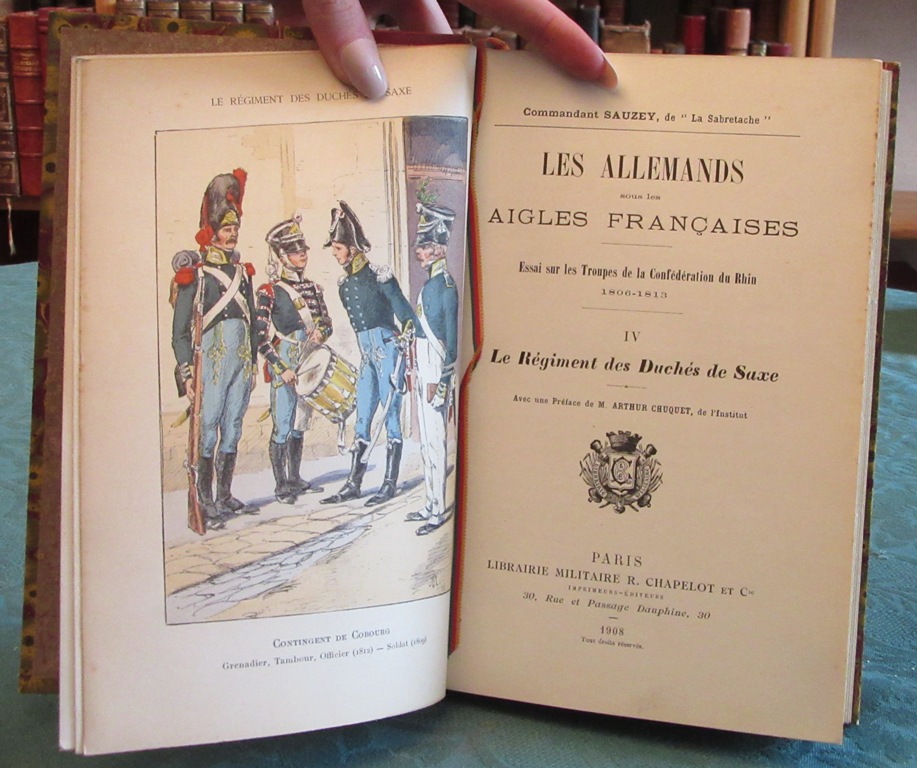 LE RÉGIMENT DES DUCHÉS SAXE
CONTINGENT DE COBOURG
Grenadier, Tambour, Officier (1812) — Soldat (1809)
Commandant SAUZEY, de "La Sabretache"
LES ALLEMANDS
sous les
AIGLES FRANÇAISES
Essai sur les Troupes de la Confédération du Rhin
1806-1813
IV
Le Régiment des Duchés de Saxe
Avec une Préface de M. ARTHUR CHUQUET, de l'Institut
PARIS
LIBRAIRIE MILITAIRE R. CHAPELOT ET Cie
IMPRIMEURS-ÉDITEURS
30, Rue et Passage Dauphine, 30
1908
Tous droits réservés.